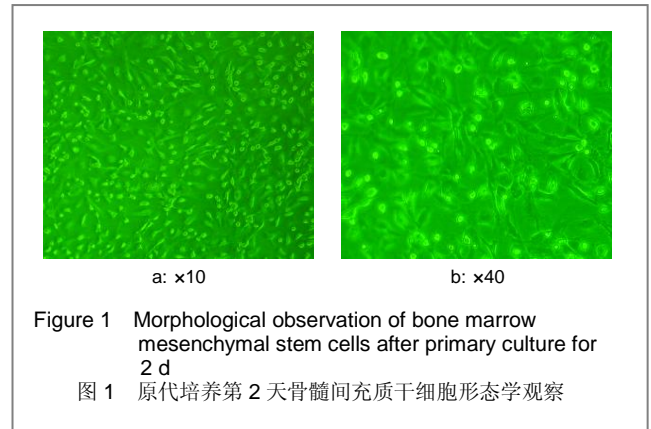 a: ×10
b: ×40
Figure 1 Morphological observation of bone marrow
mesenchymal stem cells after primary culture for
2 d
图 1 原代培养第 2 天骨髓间充质干细胞形态学观察